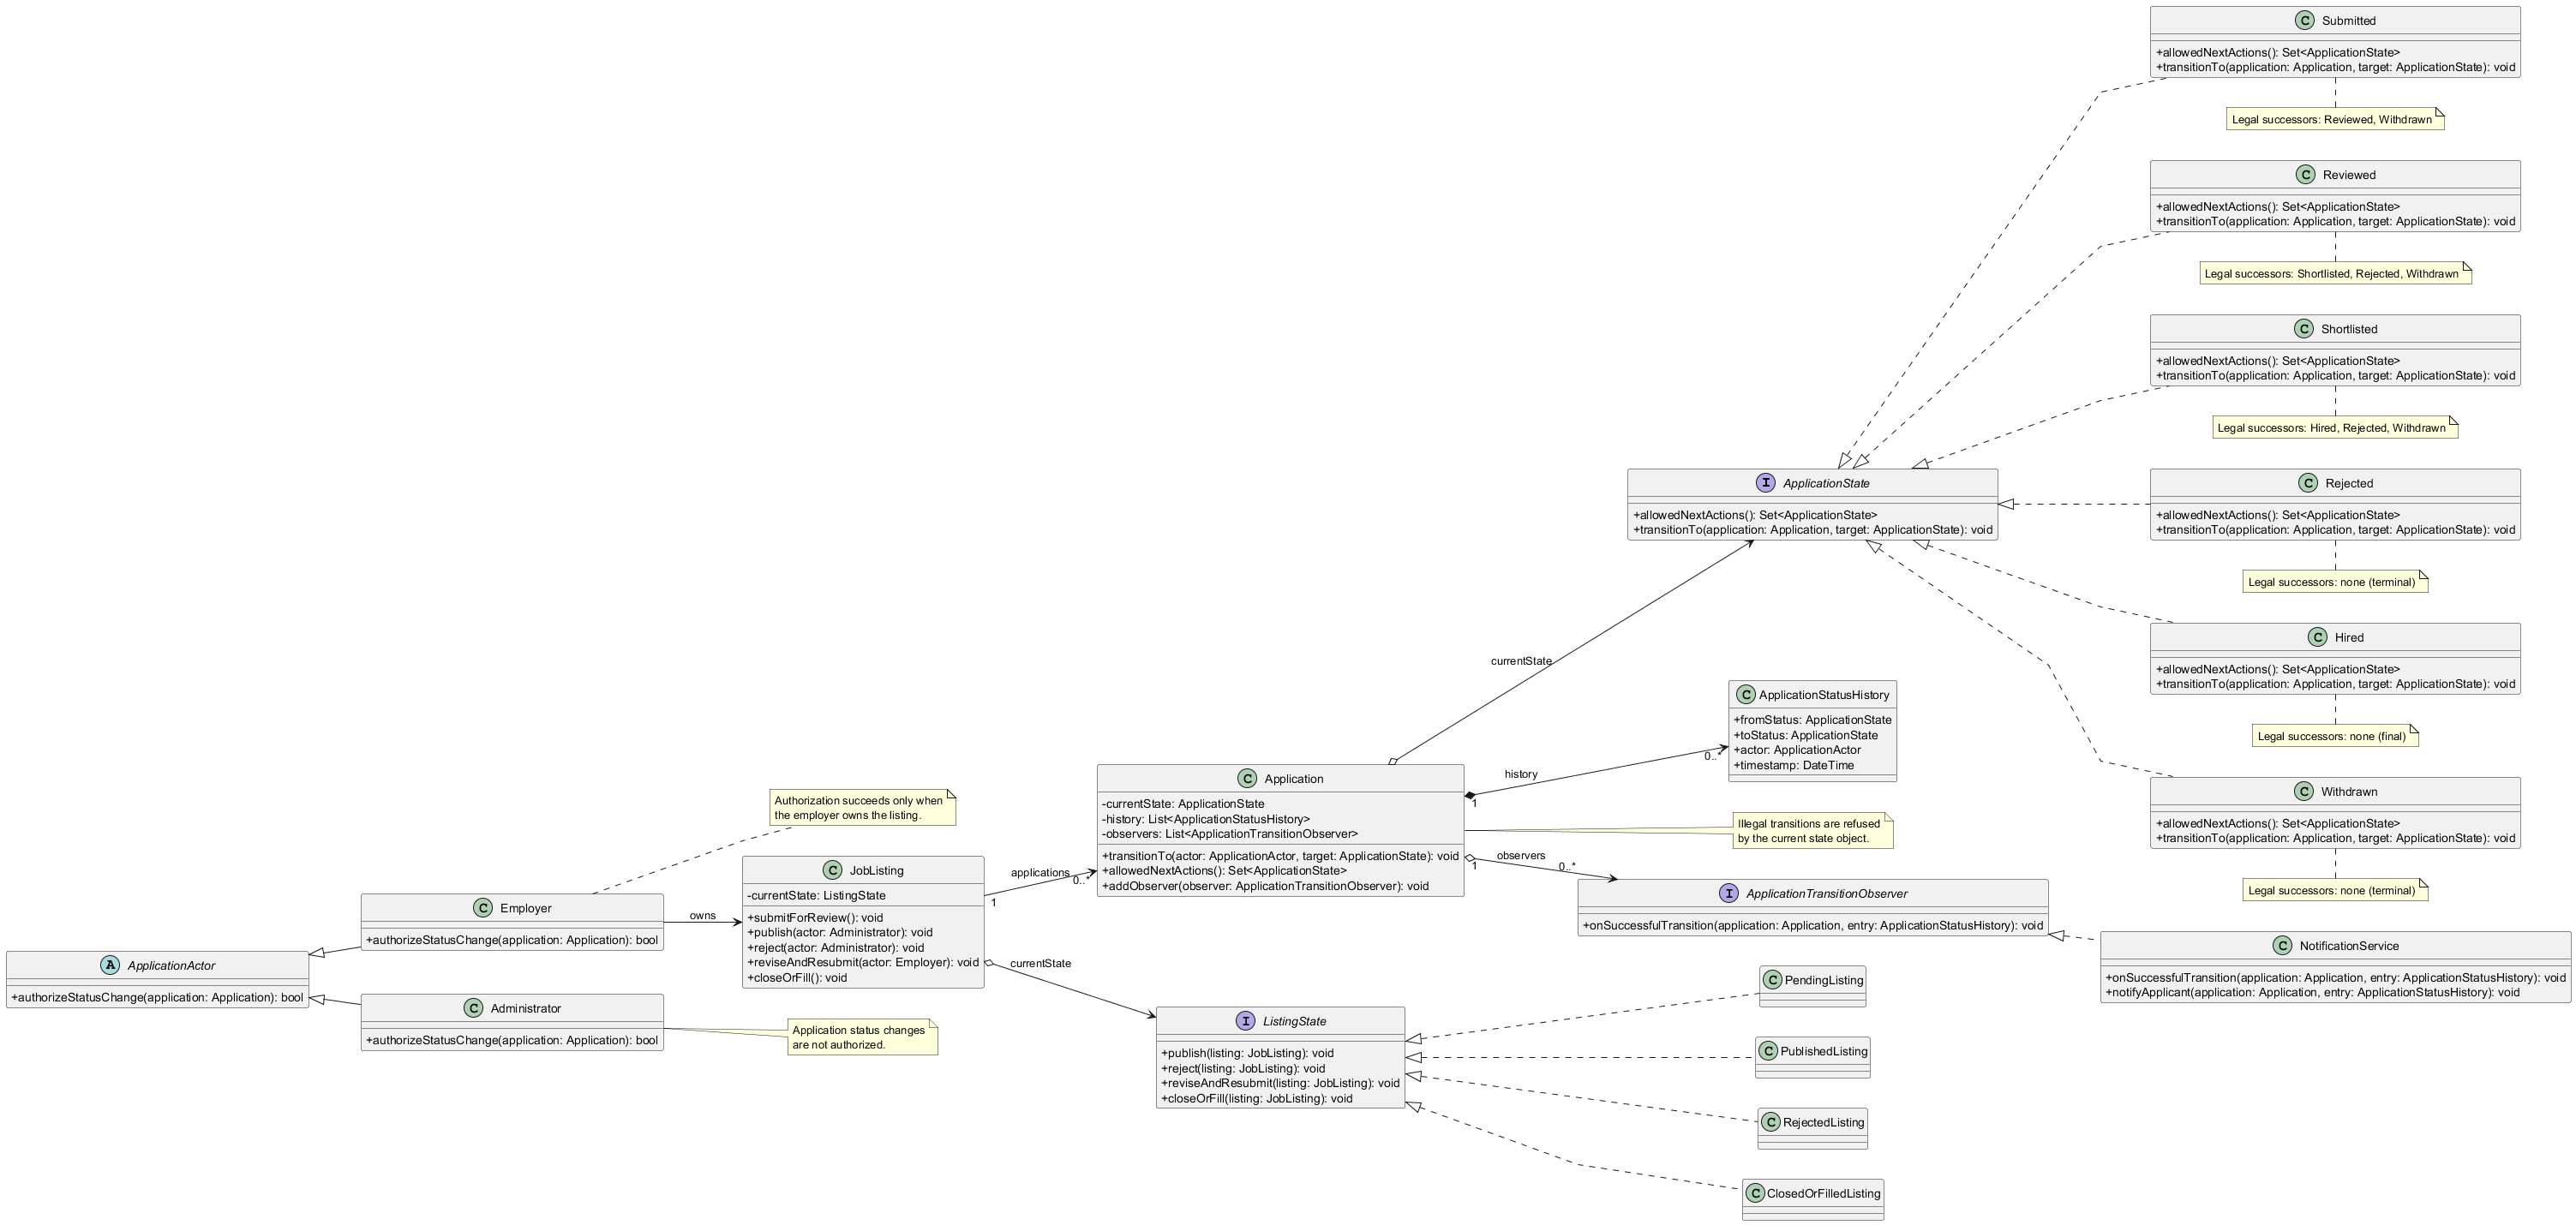 C Submitted
+allowedNextActions(): Set<ApplicationState>
+transitionTo(application: Application, target: ApplicationState): void
Legal successors: Reviewed, Withdrawn
C Reviewed
+allowedNextActions(): Set<ApplicationState>
+transitionTo(application: Application, target: ApplicationState): void
Legal successors: Shortlisted, Rejected, Withdrawn
C Shortlisted
+allowedNextActions(): Set<ApplicationState>
+transitionTo(application: Application, target: ApplicationState): void
Legal successors: Hired, Rejected, Withdrawn
I ApplicationState
+allowedNextActions(): Set<ApplicationState>
+transitionTo(application: Application, target: ApplicationState): void
C Rejected
+allowedNextActions(): Set<ApplicationState>
+transitionTo(application: Application, target: ApplicationState): void
Legal successors: none (terminal)
C Hired
+allowedNextActions(): Set<ApplicationState>
+transitionTo(application: Application, target: ApplicationState): void
Legal successors: none (final)
C Withdrawn
+allowedNextActions(): Set<ApplicationState>
+transitionTo(application: Application, target: ApplicationState): void
Legal successors: none (terminal)
currentState
C ApplicationStatusHistory
+fromStatus: ApplicationState
+toStatus: ApplicationState
+actor: ApplicationActor
+timestamp: DateTime
history
1
0..*
C Application
-currentState: ApplicationState
-history: List<ApplicationStatusHistory>
-observers: List<ApplicationTransitionObserver>
+transitionTo(actor: ApplicationActor, target: ApplicationState): void
+allowedNextActions(): Set<ApplicationState>
+addObserver(observer: ApplicationTransitionObserver): void
Illegal transitions are refused
by the current state object.
observers
1
0..*
I ApplicationTransitionObserver
+onSuccessfulTransition(application: Application, entry: ApplicationStatusHistory): void
C NotificationService
+onSuccessfulTransition(application: Application, entry: ApplicationStatusHistory): void
+notifyApplicant(application: Application, entry: ApplicationStatusHistory): void
Authorization succeeds only when
the employer owns the listing.
C JobListing
-currentState: ListingState
+submitForReview(): void
+publish(actor: Administrator): void
+reject(actor: Administrator): void
+reviseAndResubmit(actor: Employer): void
+closeOrFill(): void
applications
1
0..*
currentState
C Employer
+authorizeStatusChange(application: Application): bool
owns
A ApplicationActor
+authorizeStatusChange(application: Application): bool
C Administrator
+authorizeStatusChange(application: Application): bool
Application status changes
are not authorized.
I ListingState
+publish(listing: JobListing): void
+reject(listing: JobListing): void
+reviseAndResubmit(listing: JobListing): void
+closeOrFill(listing: JobListing): void
C PendingListing
C PublishedListing
C RejectedListing
C ClosedOrFilledListing